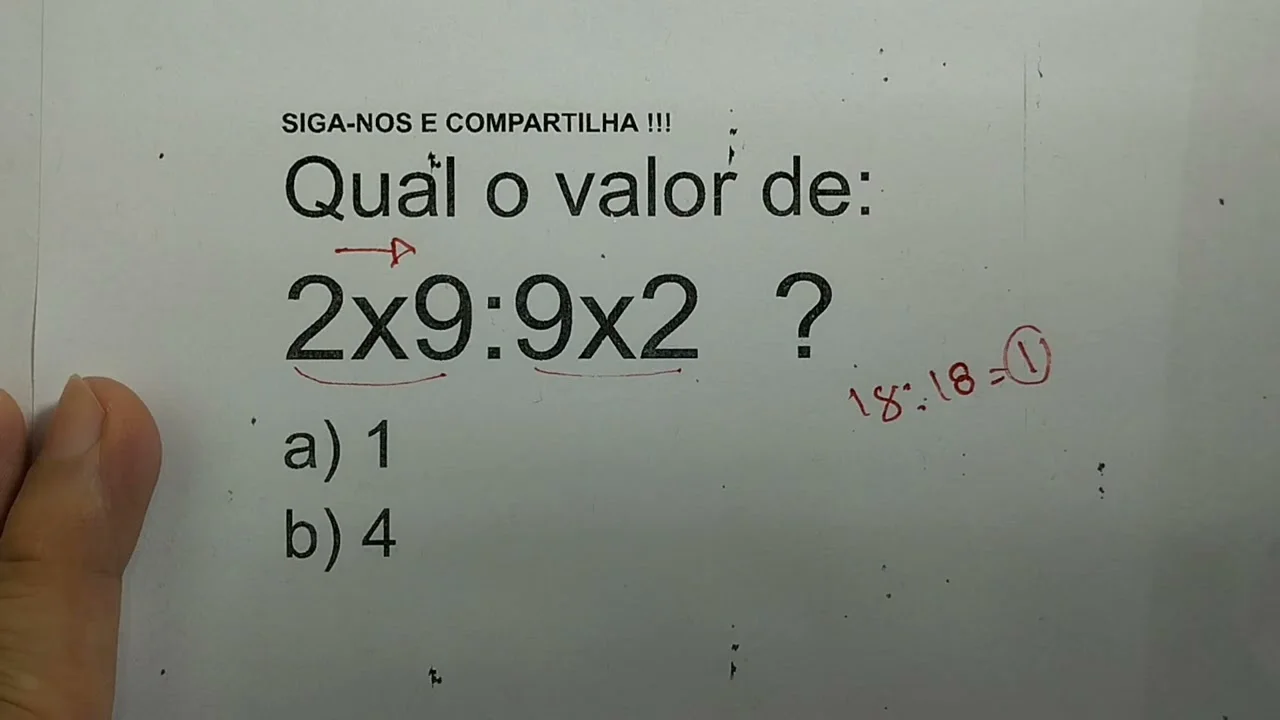 SIGA-NOS E COMPARTILHA !!!
Qual o valor de:
2x9:9x2 ?
18:18=1
a) 1
b) 4